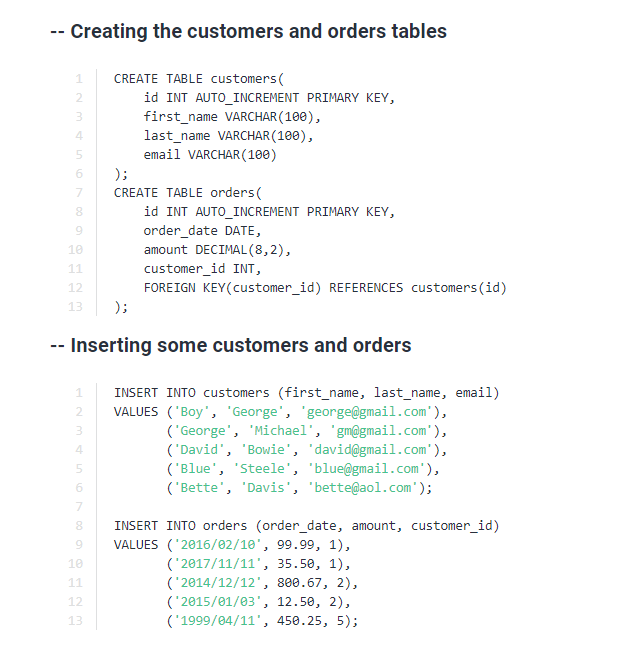 -- Creating the customers and orders tables
1 CREATE TABLE customers(
2 id INT AUTO_INCREMENT PRIMARY KEY,
3 first_name VARCHAR(100),
4 last_name VARCHAR(100),
5 email VARCHAR(100)
6 );
7 CREATE TABLE orders(
8 id INT AUTO_INCREMENT PRIMARY KEY,
9 order_date DATE,
10 amount DECIMAL(8,2),
11 customer_id INT,
12 FOREIGN KEY(customer_id) REFERENCES customers(id)
13 );
-- Inserting some customers and orders
1 INSERT INTO customers (first_name, last_name, email)
2 VALUES ('Boy', 'George', 'george@gmail.com'),
3 ('George', 'Michael', 'gm@gmail.com'),
4 ('David', 'Bowie', 'david@gmail.com'),
5 ('Blue', 'Steele', 'blue@gmail.com'),
6 ('Bette', 'Davis', 'bette@aol.com');
7
8 INSERT INTO orders (order_date, amount, customer_id)
9 VALUES ('2016/02/10', 99.99, 1),
10 ('2017/11/11', 35.50, 1),
11 ('2014/12/12', 800.67, 2),
12 ('2015/01/03', 12.50, 2),
13 ('1999/04/11', 450.25, 5);